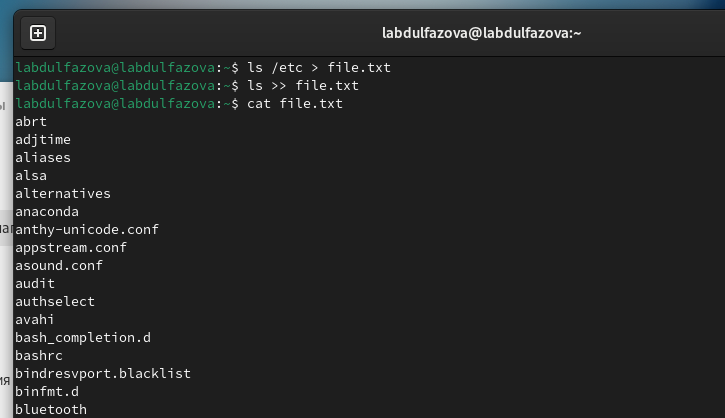 labdulfazova@labdulfazova:~
labdulfazova@labdulfazova:~$ ls /etc > file.txt
labdulfazova@labdulfazova:~$ ls >> file.txt
labdulfazova@labdulfazova:~$ cat file.txt
abrt
adjtime
aliases
alsa
alternatives
anaconda
anthy-unicode.conf
appstream.conf
asound.conf
audit
authselect
avahi
bash_completion.d
bashrc
bindresvport.blacklist
binfmt.d
bluetooth